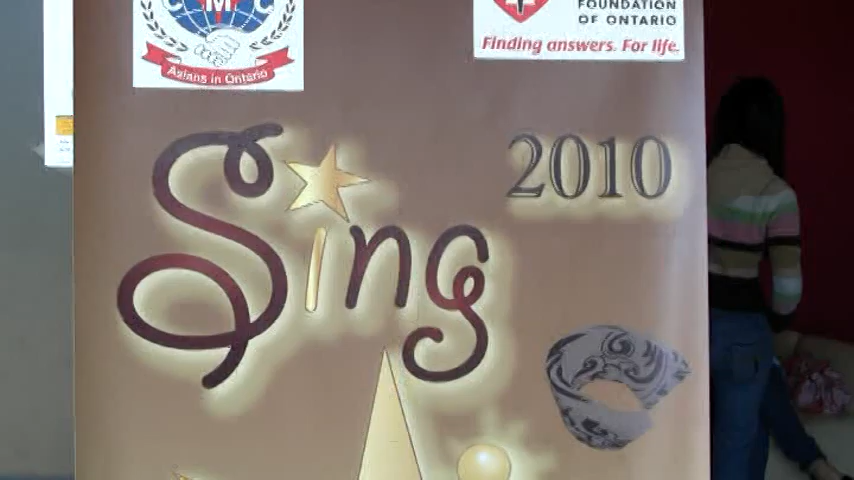 C M C
Asians in Ontario
FOUNDATION
OF ONTARIO
Finding answers. For life.
2010
Sing